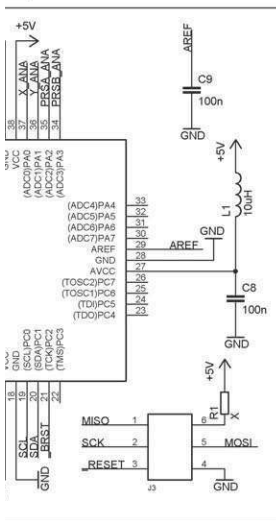 +5V
X_ANA
Y_ANA
PRSA_ANA
PRSB_ANA
38
37
36
35
34
GND
VCC
(ADC0)PA0
(ADC1)PA1
(ADC2)PA2
(ADC3)PA3
AREF
C9
100n
GND
+5V
L1
10uH
(ADC4)PA4 33
(ADC5)PA5 32
(ADC6)PA6 31
(ADC7)PA7 30
AREF 29 AREF
GND 28 GND
AVCC 27
(TOSC2)PC7 26
(TOSC1)PC6 25
(TDI)PC5 24
(TDO)PC4 23
C8
100n
GND
VCC
GND
(SCL)PC0
(SDA)PC1
(TCK)PC2
(TMS)PC3
18
19
20
21
22
SCL
SDA
BRST
GND
+5V
R1
X
MISO 1 6
SCK 2 5 MOSI
RESET 3 4
J3
GND